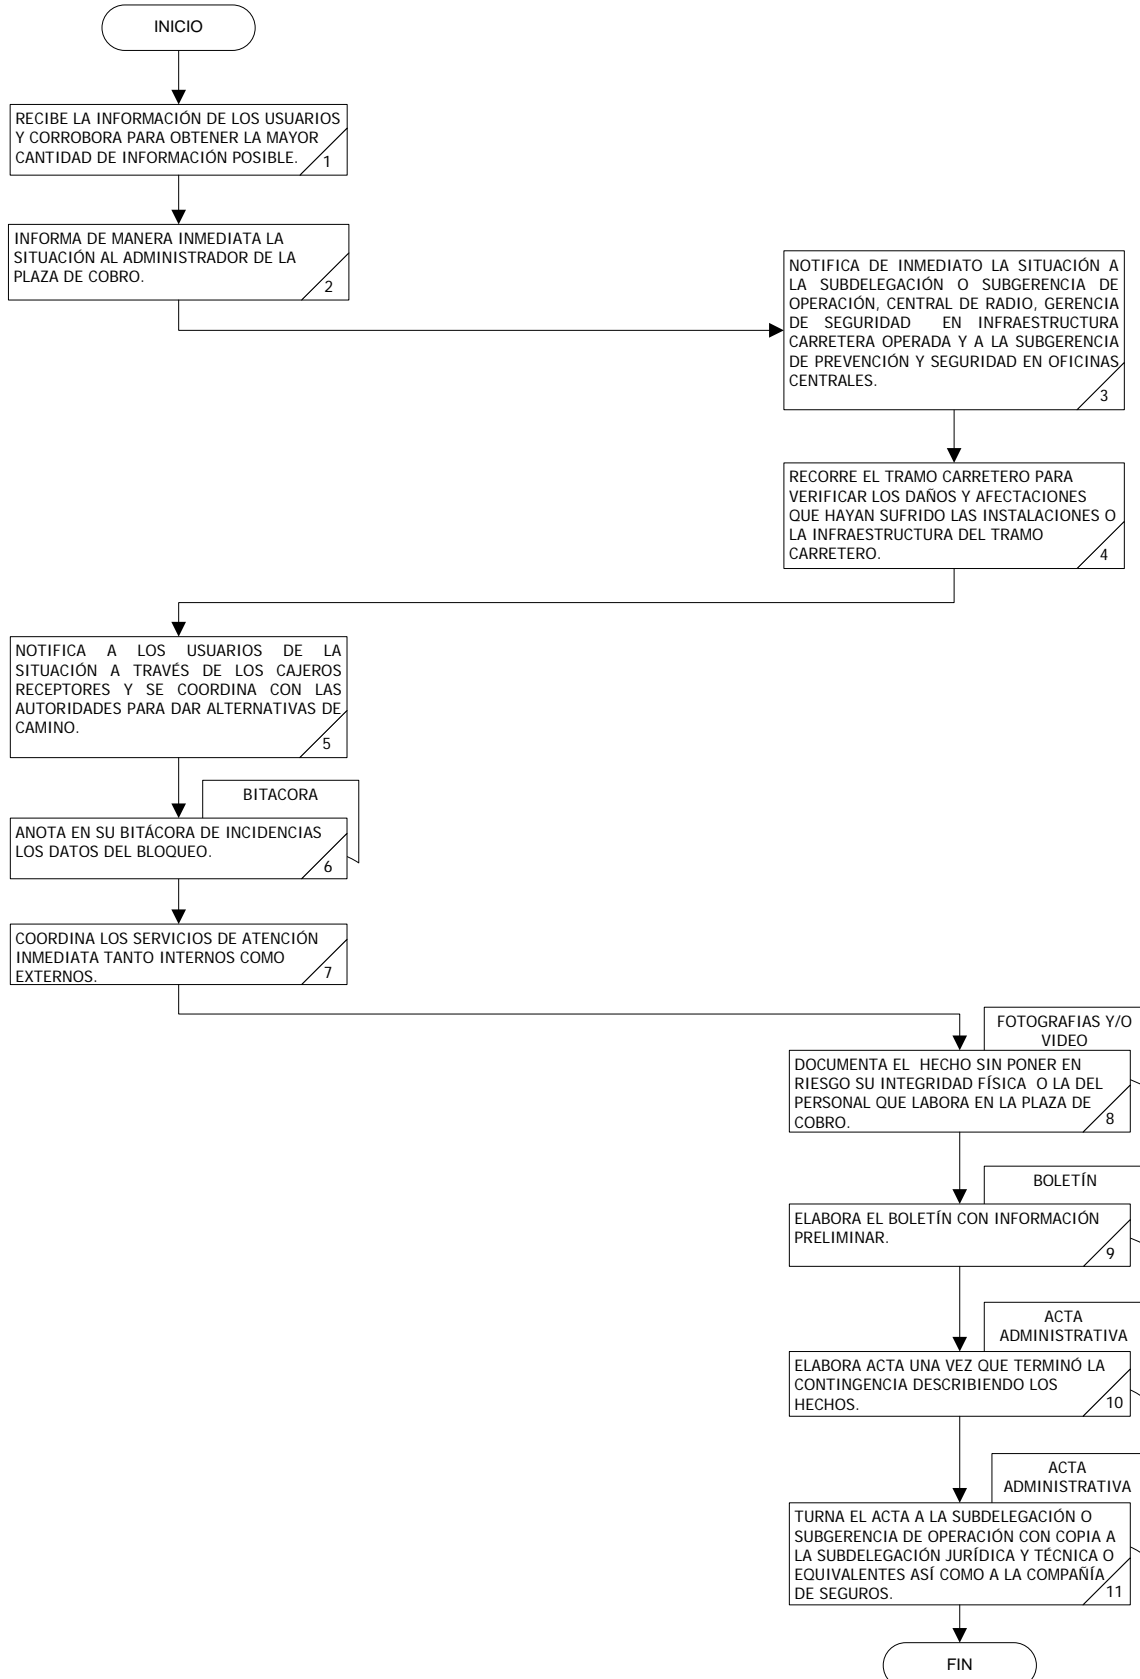 INICIO
RECIBE LA INFORMACIÓN DE LOS USUARIOS
Y CORROBORA PARA OBTENER LA MAYOR
CANTIDAD DE INFORMACIÓN POSIBLE.
1
INFORMA DE MANERA INMEDIATA LA
SITUACIÓN AL ADMINISTRADOR DE LA
PLAZA DE COBRO.
2
NOTIFICA DE INMEDIATO LA SITUACIÓN A
LA SUBDELEGACIÓN O SUBGERENCIA DE
OPERACIÓN, CENTRAL DE RADIO, GERENCIA
DE SEGURIDAD EN INFRAESTRUCTURA
CARRETERA OPERADA Y A LA SUBGERENCIA
DE PREVENCIÓN Y SEGURIDAD EN OFICINAS
CENTRALES.
3
RECORRE EL TRAMO CARRETERO PARA
VERIFICAR LOS DAÑOS Y AFECTACIONES
QUE HAYAN SUFRIDO LAS INSTALACIONES O
LA INFRAESTRUCTURA DEL TRAMO
CARRETERO.
4
NOTIFICA A LOS USUARIOS DE LA
SITUACIÓN A TRAVÉS DE LOS CAJEROS
RECEPTORES Y SE COORDINA CON LAS
AUTORIDADES PARA DAR ALTERNATIVAS DE
CAMINO.
5
BITACORA
ANOTA EN SU BITÁCORA DE INCIDENCIAS
LOS DATOS DEL BLOQUEO.
6
COORDINA LOS SERVICIOS DE ATENCIÓN
INMEDIATA TANTO INTERNOS COMO
EXTERNOS.
7
FOTOGRAFIAS Y/O
VIDEO
DOCUMENTA EL HECHO SIN PONER EN
RIESGO SU INTEGRIDAD FÍSICA O LA DEL
PERSONAL QUE LABORA EN LA PLAZA DE
COBRO.
8
BOLETÍN
ELABORA EL BOLETÍN CON INFORMACIÓN
PRELIMINAR.
9
ACTA
ADMINISTRATIVA
ELABORA ACTA UNA VEZ QUE TERMINÓ LA
CONTINGENCIA DESCRIBIENDO LOS
HECHOS.
10
ACTA
ADMINISTRATIVA
TURNA EL ACTA A LA SUBDELEGACIÓN O
SUBGERENCIA DE OPERACIÓN CON COPIA A
LA SUBDELEGACIÓN JURÍDICA Y TÉCNICA O
EQUIVALENTES ASÍ COMO A LA COMPAÑÍA
DE SEGUROS.
11
FIN